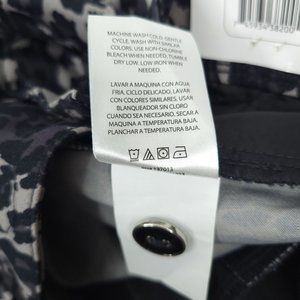 MACHINE WASH COLD, GENTLE
CYCLE, WASH WITH SIMILAR
COLORS, USE NON-CHLORINE
BLEACH WHEN NEEDED, TUMBLE
DRY LOW, LOW IRON WHEN
NEEDED.
LAVAR A MAQUINA CON AGUA
FRIA, CICLO DELICADO, LAVAR
CON COLORES SIMILARES, USAR
BLANQUEADOR SIN CLORO
CUANDO SEA NECESARIO, SECAR A
MAQUINA A TEMPERATURA BAJA,
PLANCHAR A TEMPERATURA BAJA.